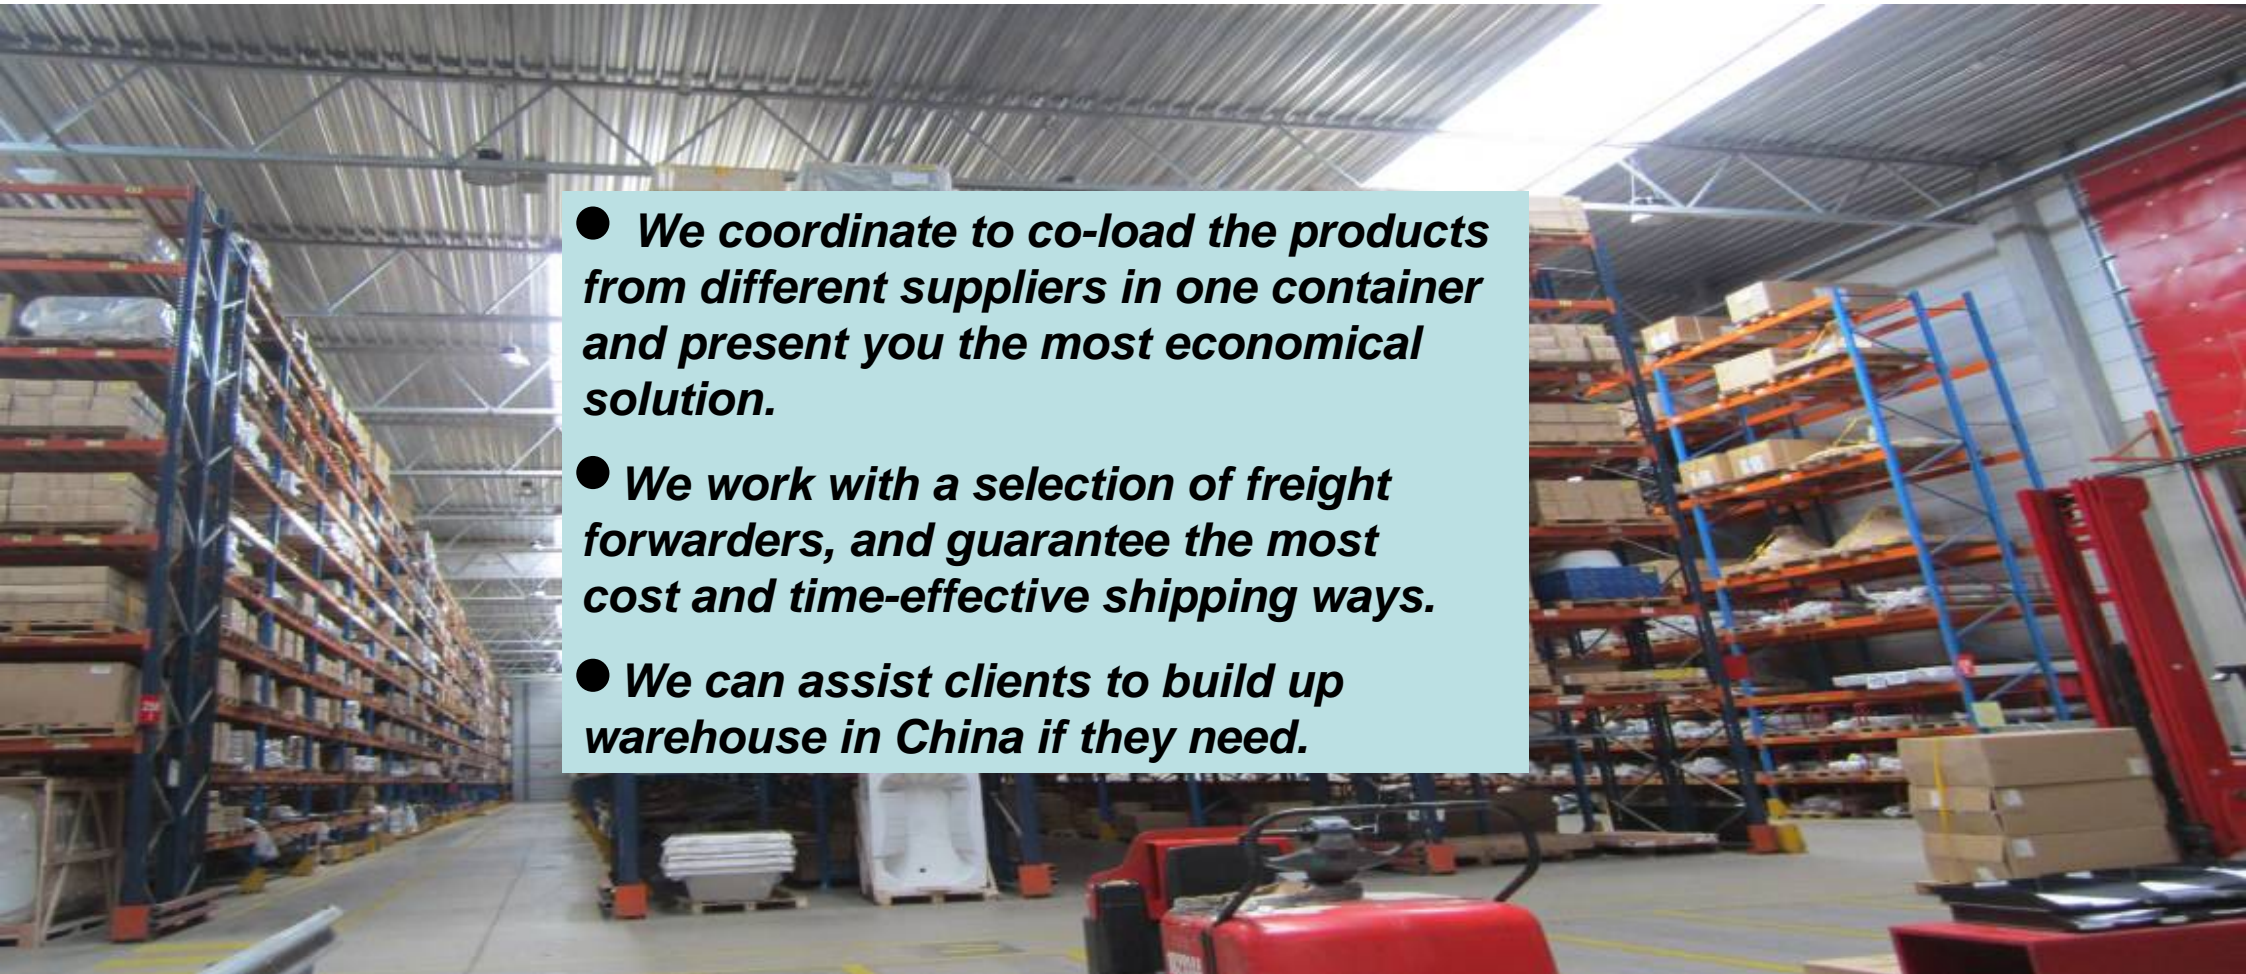 ● We coordinate to co-load the products
from different suppliers in one container
and present you the most economical
solution.
● We work with a selection of freight
forwarders, and guarantee the most
cost and time-effective shipping ways.
● We can assist clients to build up
warehouse in China if they need.